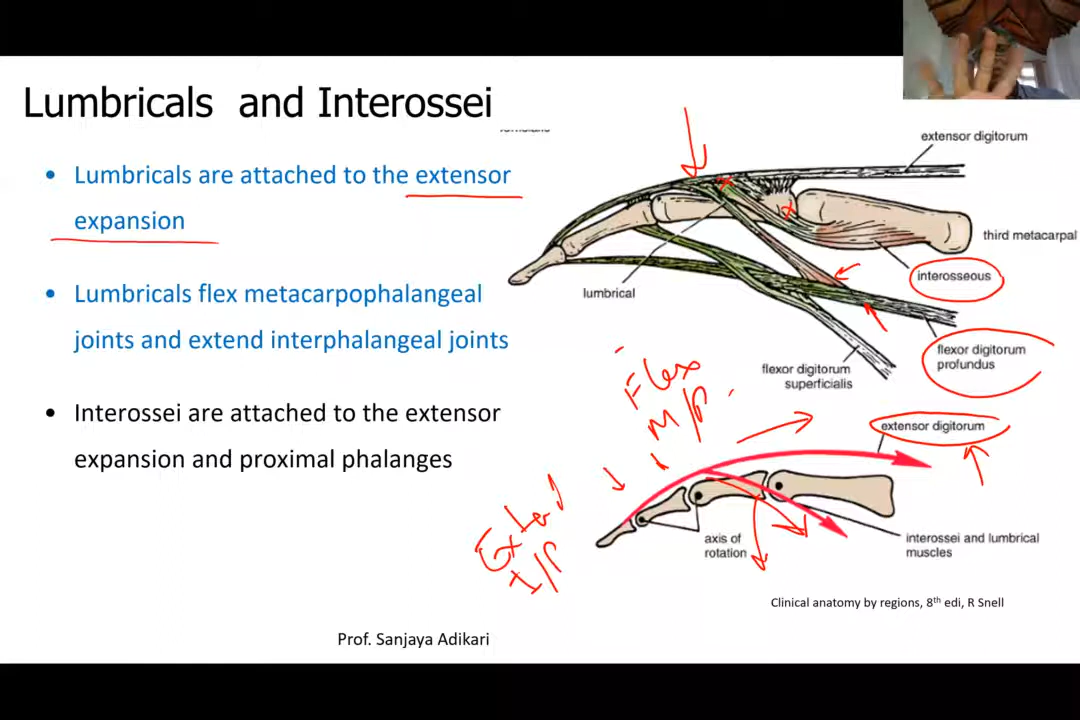 Lumbricals and Interossei
• Lumbricals are attached to the extensor
expansion
• Lumbricals flex metacarpophalangeal
joints and extend interphalangeal joints
• Interossei are attached to the extensor
expansion and proximal phalanges
Prof. Sanjaya Adikari
extensor digitorum
third metacarpal
interosseous
lumbrical
flexor digitorum
profundus
flexor digitorum
superficialis
Flex
M/P
extensor digitorum
Extend
I/P
axis of
rotation
interossei and lumbrical
muscles
Clinical anatomy by regions, 8th edi, R Snell